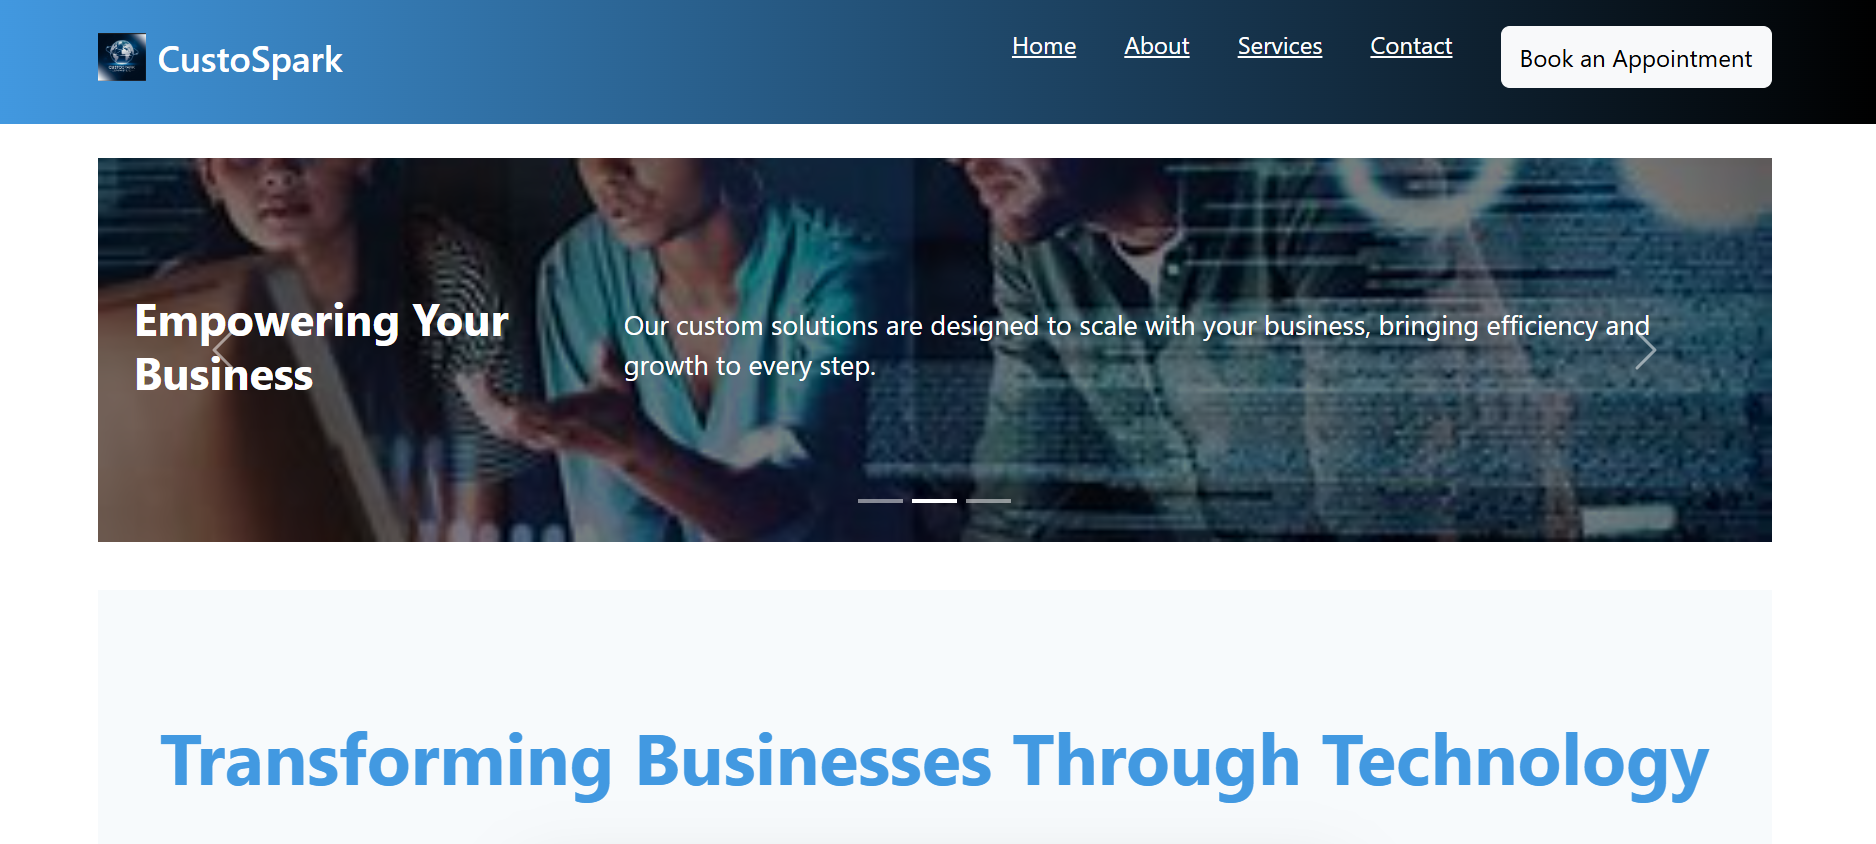 CustoSpark
Home
About
Services
Contact
Book an Appointment
Empowering Your
Business
Our custom solutions are designed to scale with your business, bringing efficiency and
growth to every step.
Transforming Businesses Through Technology